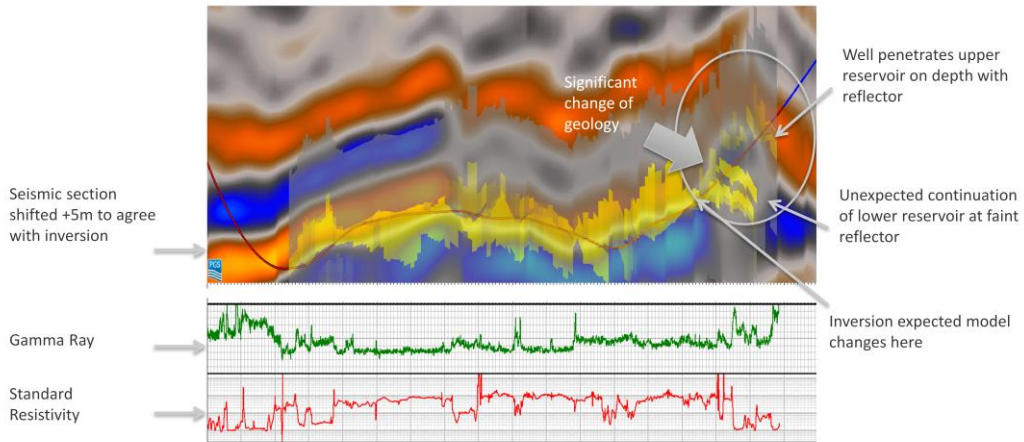 Significant
change of
geology
Well penetrates upper
reservoir on depth with
reflector
Seismic section
shifted +5m to agree
with inversion
Unexpected continuation
of lower reservoir at faint
reflector
PGS
Gamma Ray
Inversion expected model
changes here
Standard
Resistivity